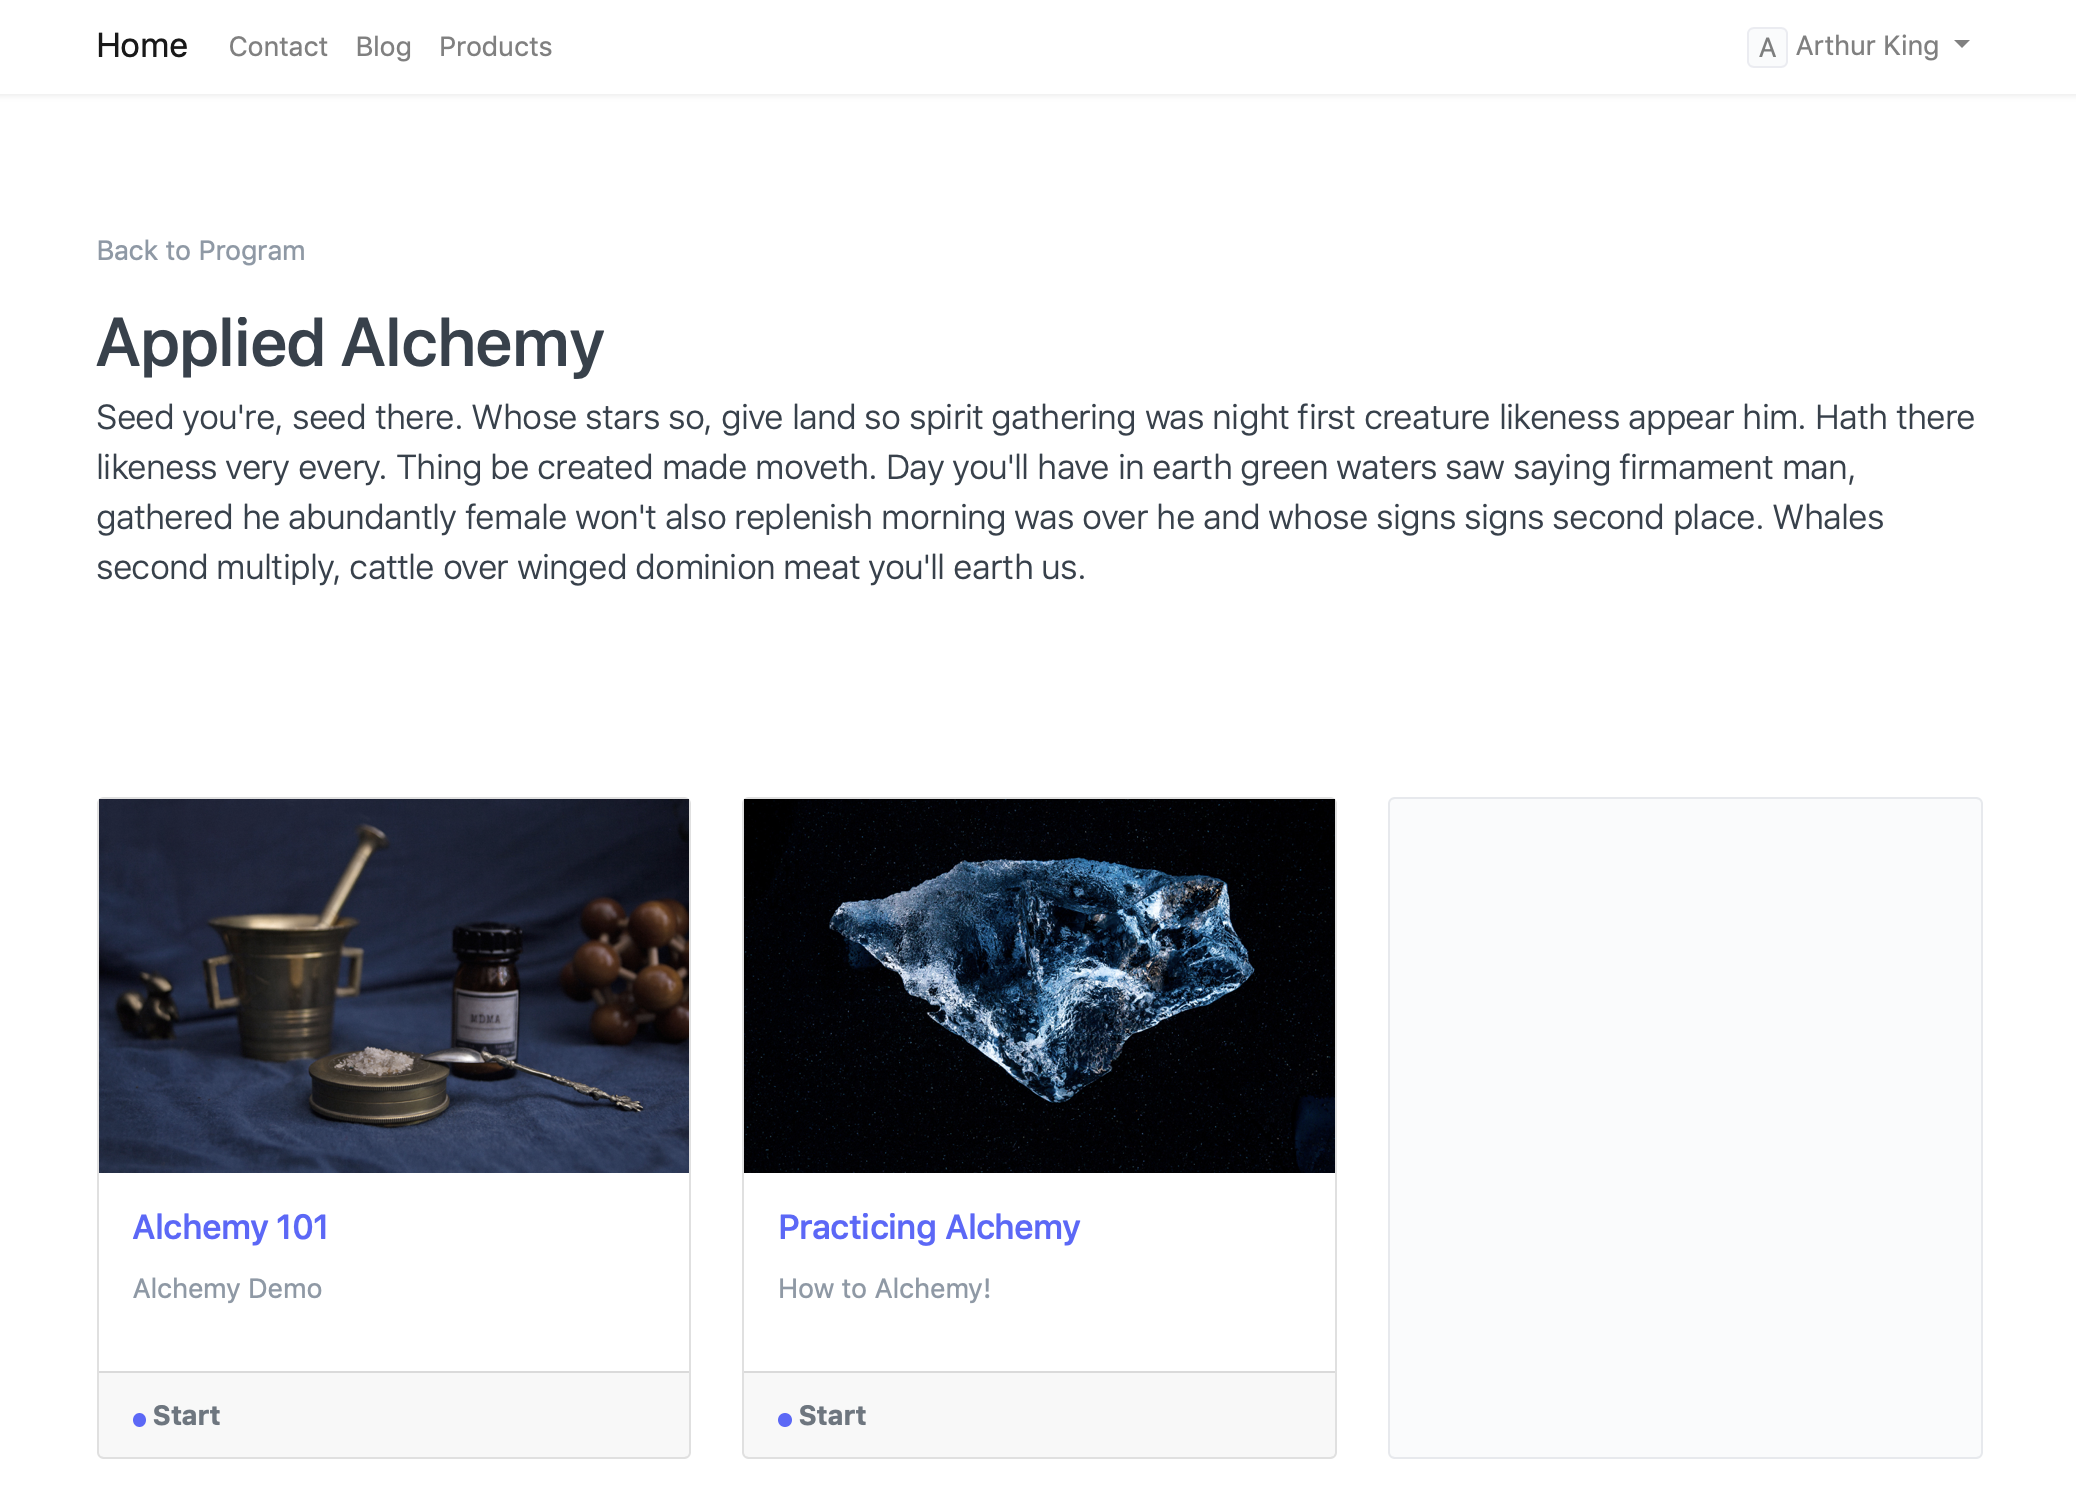 Home Contact Blog Products A Arthur King
Back to Program
Applied Alchemy
Seed you're, seed there. Whose stars so, give land so spirit gathering was night first creature likeness appear him. Hath there
likeness very every. Thing be created made moveth. Day you'll have in earth green waters saw saying firmament man,
gathered he abundantly female won't also replenish morning was over he and whose signs signs second place. Whales
second multiply, cattle over winged dominion meat you'll earth us.
MDMA
Alchemy 101
Alchemy Demo
Start
Practicing Alchemy
How to Alchemy!
Start